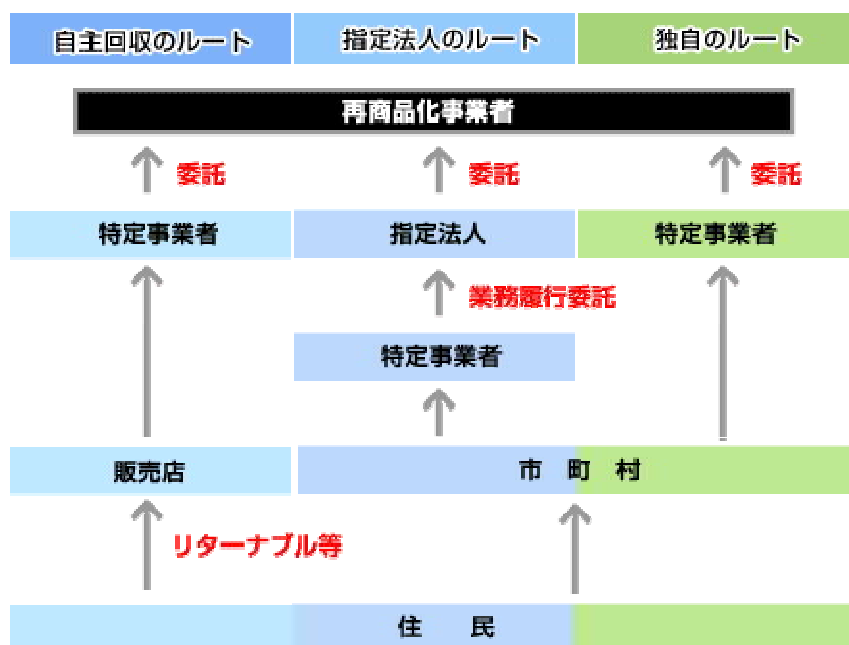 自主回収のルート
指定法人のルート
独自のルート
再商品化事業者
委託
委託
委託
特定事業者
指定法人
特定事業者
業務履行委託
特定事業者
販売店
市町村
リターナブル等
住民